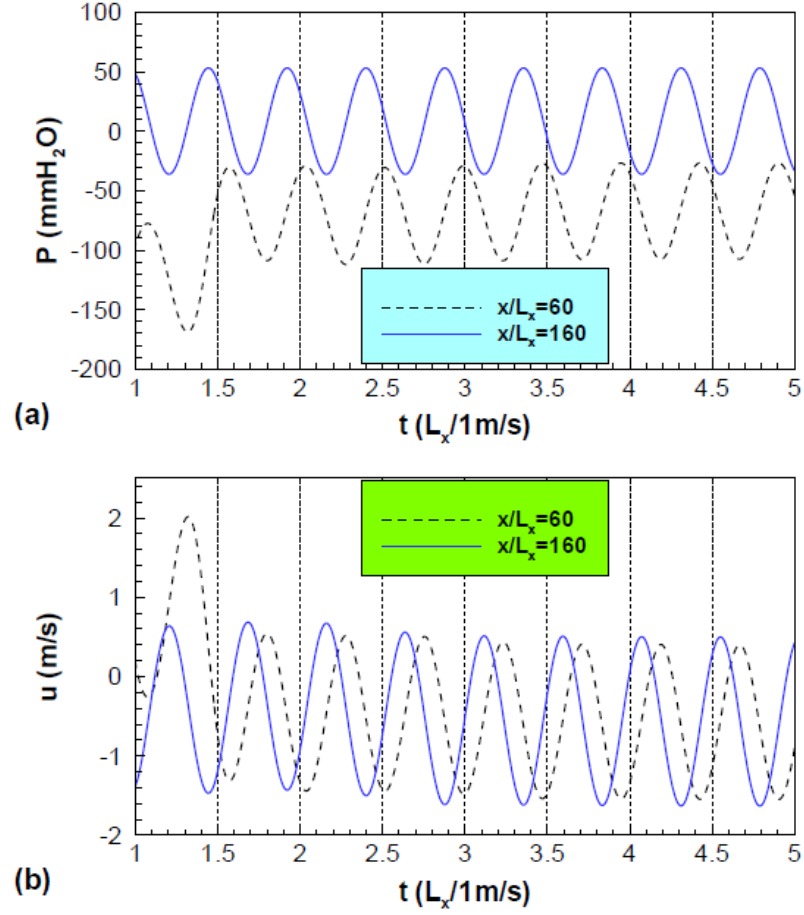 100
50
0
-50
-100
-150
-200
P (mmH₂O)
x/Lₓ=60
x/Lₓ=160
1 1.5 2 2.5 3 3.5 4 4.5 5
(a)
t (Lₓ/1m/s)
2
1
0
-1
-2
u (m/s)
x/Lₓ=60
x/Lₓ=160
1 1.5 2 2.5 3 3.5 4 4.5 5
(b)
t (Lₓ/1m/s)